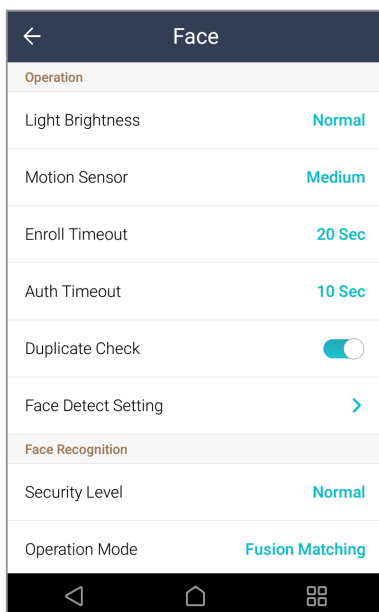 Face
Operation
Light Brightness Normal
Motion Sensor Medium
Enroll Timeout 20 Sec
Auth Timeout 10 Sec
Duplicate Check
Face Detect Setting
Face Recognition
Security Level Normal
Operation Mode Fusion Matching